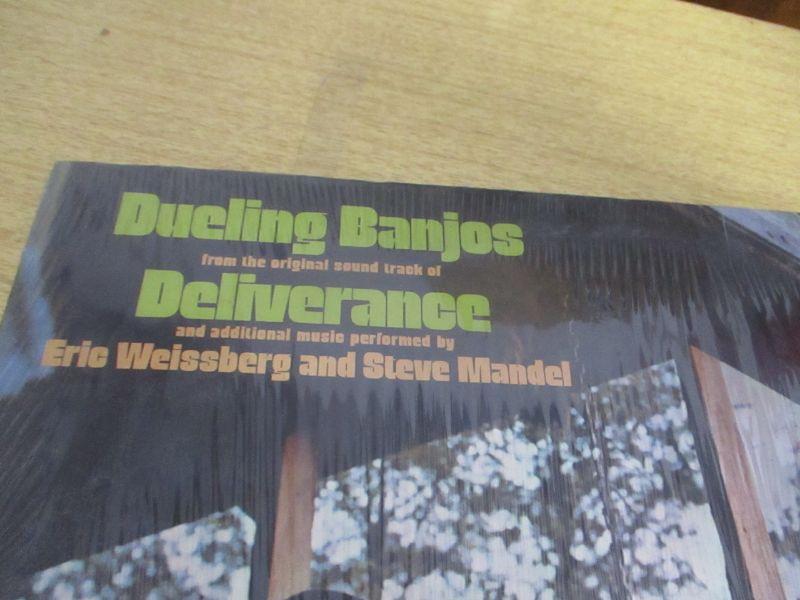 Dueling Banjos
from the original sound track of
Deliverance
and additional music performed by
Eric Weissberg and Steve Mandel